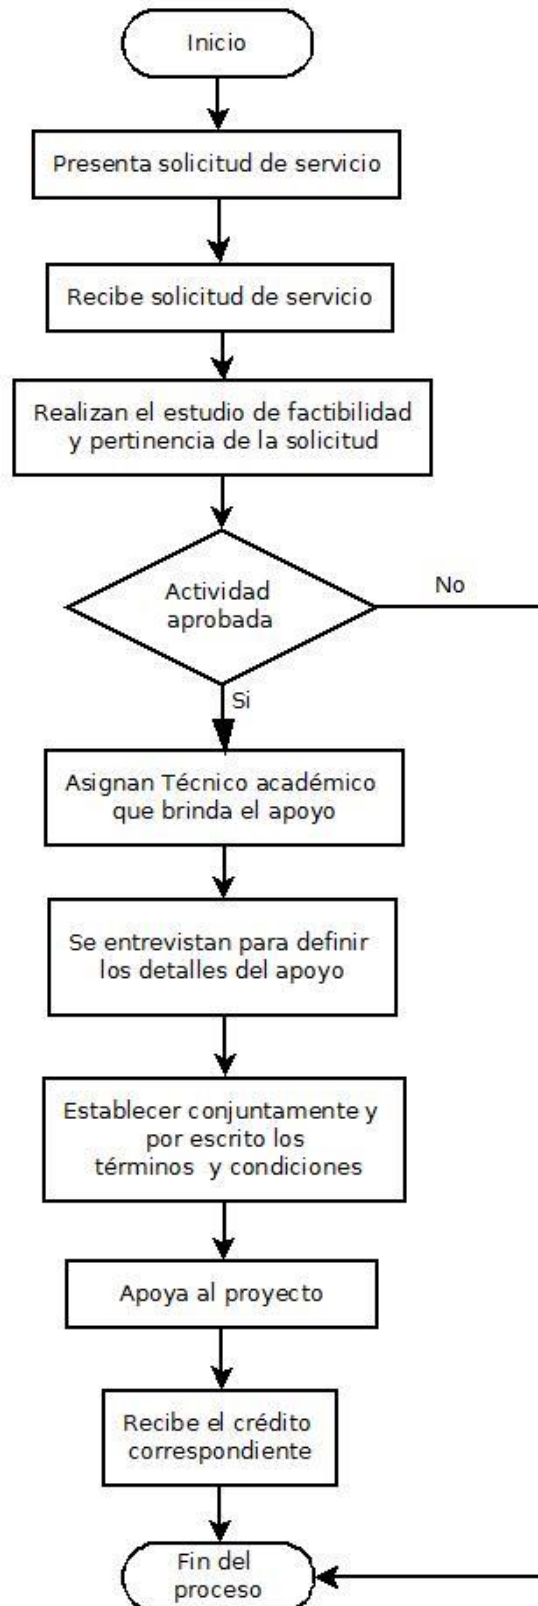 Inicio
Presenta solicitud de servicio
Recibe solicitud de servicio
Realizan el estudio de factibilidad
y pertinencia de la solicitud
Actividad
aprobada
No
Si
Asignan Técnico académico
que brinda el apoyo
Se entrevistan para definir
los detalles del apoyo
Establecer conjuntamente y
por escrito los
términos y condiciones
Apoya al proyecto
Recibe el crédito
correspondiente
Fin del
proceso